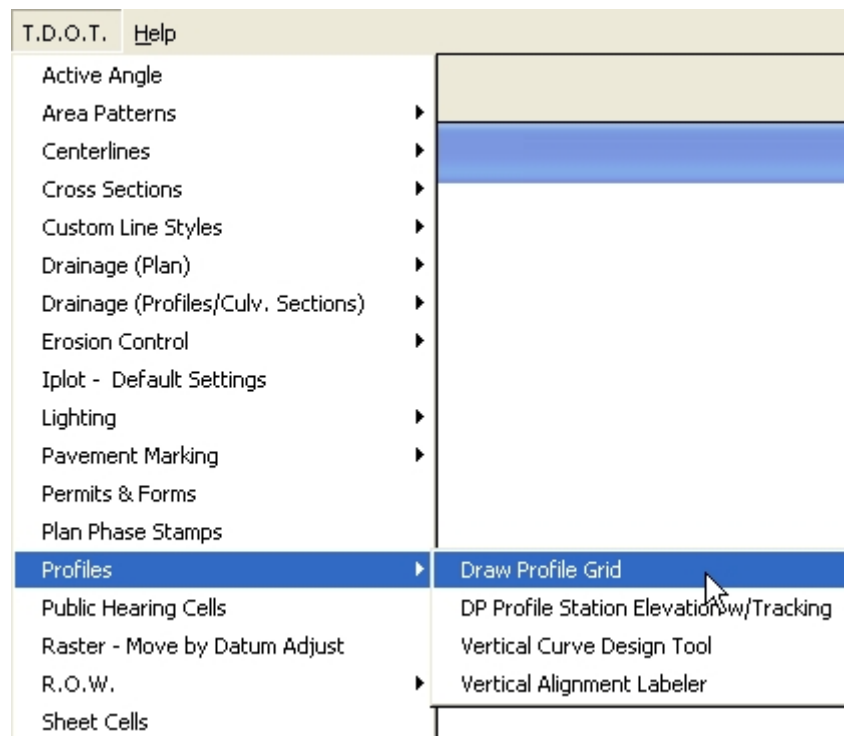 T.D.O.T. Help
Active Angle
Area Patterns
Centerlines
Cross Sections
Custom Line Styles
Drainage (Plan)
Drainage (Profiles/Culv. Sections)
Erosion Control
Iplot - Default Settings
Lighting
Pavement Marking
Permits & Forms
Plan Phase Stamps
Profiles
Public Hearing Cells
Raster - Move by Datum Adjust
R.O.W.
Sheet Cells
Draw Profile Grid
DP Profile Station Elevation w/Tracking
Vertical Curve Design Tool
Vertical Alignment Labeler